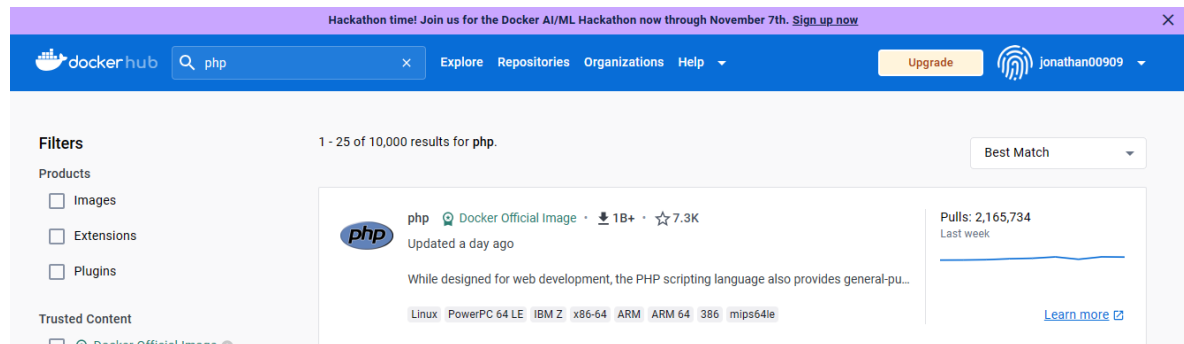 Hackathon time! Join us for the Docker AI/ML Hackathon now through November 7th. Sign up now
dockerhub php Explore Repositories Organizations Help Upgrade jonathan00909
Filters
1 - 25 of 10,000 results for php.
Best Match
Products
Images
Extensions
Plugins
Trusted Content
Docker Official Image
php
php Docker Official Image · 1B+ · 7.3K
Updated a day ago
While designed for web development, the PHP scripting language also provides general-pu...
Linux PowerPC 64 LE IBM Z x86-64 ARM ARM 64 386 mips64le
Pulls: 2,165,734
Last week
Learn more